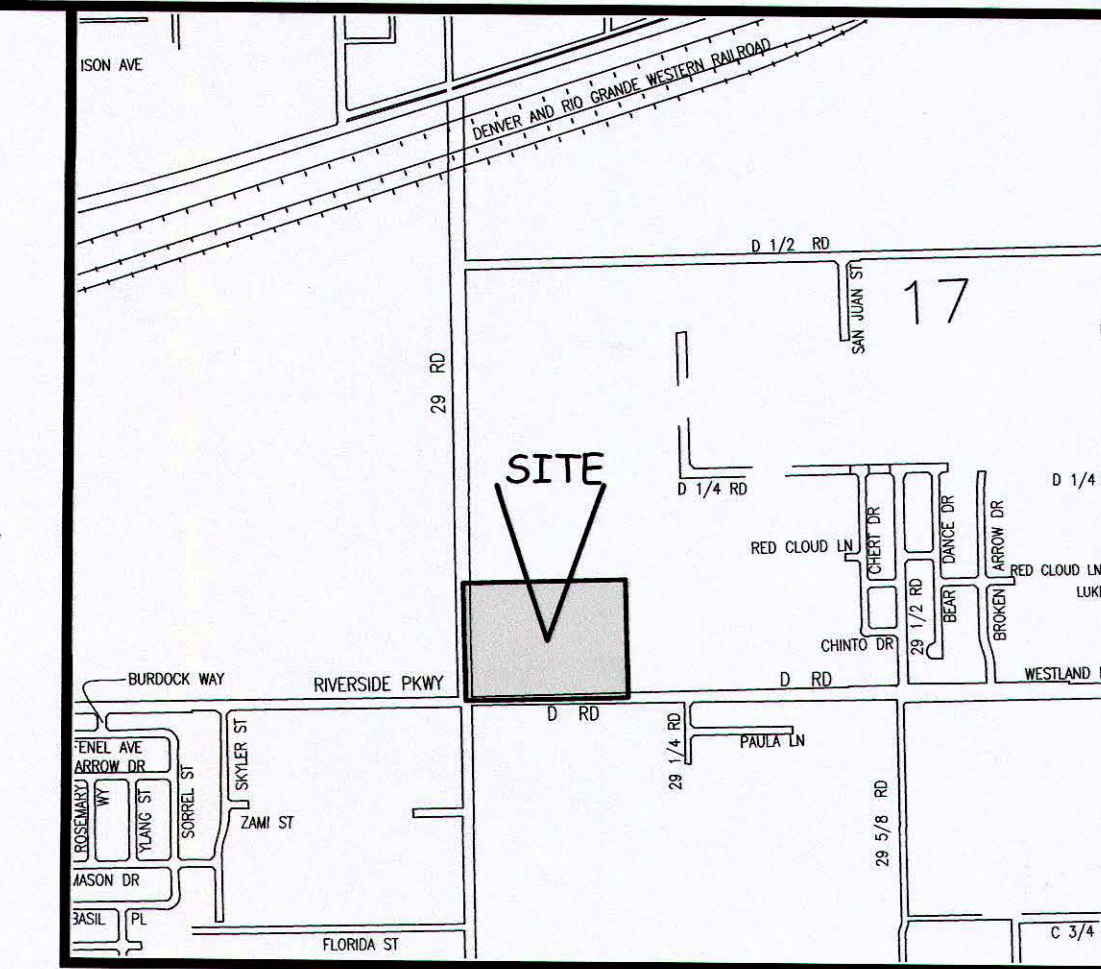 ISON AVE
DENVER AND RIO GRANDE WESTERN RAILROAD
D 1/2 RD
SAN JUAN ST
17
29 RD
SITE
D 1/4 RD
D 1/4
RED CLOUD LN
CHERT DR
DANCE DR
BEAR
BROKEN ARROW DR
RED CLOUD LN
LUK
29 1/2 RD
CHINTO DR
WESTLAND
BURDOCK WAY
RIVERSIDE PKWY
D RD
D RD
29 1/4 RD
PAULA LN
FENEL AVE
ARROW DR
SKYLER ST
ROSEMARY WY
YLANG ST
SORREL ST
ZAMI ST
29 5/8 RD
MASON DR
BASIL PL
FLORIDA ST
C 3/4